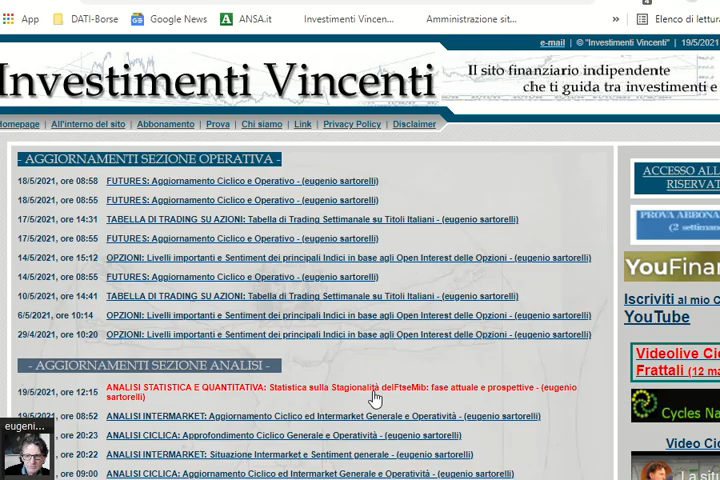 App DATI-Borse Google News ANSA.it Investimenti Vincen... Amministrazione sit... » Elenco di lettura
e-mail | © "Investimenti Vincenti" | 19/5/2021
Investimenti Vincenti
Il sito finanziario indipendente
che ti guida tra investimenti e
Homepage | All'interno del sito | Abbonamento | Prova | Chi siamo | Link | Privacy Policy | Disclaimer
- AGGIORNAMENTI SEZIONE OPERATIVA -
18/5/2021, ore 08:58 FUTURES: Aggiornamento Ciclico e Operativo - (eugenio sartorelli)
18/5/2021, ore 08:55 FUTURES: Aggiornamento Ciclico e Operativo - (eugenio sartorelli)
17/5/2021, ore 14:31 TABELLA DI TRADING SU AZIONI: Tabella di Trading Settimanale su Titoli Italiani - (eugenio sartorelli)
17/5/2021, ore 08:55 FUTURES: Aggiornamento Ciclico e Operativo - (eugenio sartorelli)
14/5/2021, ore 15:12 OPZIONI: Livelli importanti e Sentiment dei principali Indici in base agli Open Interest delle Opzioni - (eugenio sartorelli)
14/5/2021, ore 08:55 FUTURES: Aggiornamento Ciclico e Operativo - (eugenio sartorelli)
10/5/2021, ore 14:41 TABELLA DI TRADING SU AZIONI: Tabella di Trading Settimanale su Titoli Italiani - (eugenio sartorelli)
6/5/2021, ore 10:14 OPZIONI: Livelli importanti e Sentiment dei principali Indici in base agli Open Interest delle Opzioni - (eugenio sartorelli)
29/4/2021, ore 10:20 OPZIONI: Livelli importanti e Sentiment dei principali Indici in base agli Open Interest delle Opzioni - (eugenio sartorelli)
- AGGIORNAMENTI SEZIONE ANALISI -
19/5/2021, ore 12:15 ANALISI STATISTICA E QUANTITATIVA: Statistica sulla Stagionalità delFtseMib: fase attuale e prospettive - (eugenio
sartorelli)
19/5/2021, ore 08:52 ANALISI INTERMARKET: Aggiornamento Ciclico ed Intermarket Generale e Operatività - (eugenio sartorelli)
, ore 20:23 ANALISI CICLICA: Approfondimento Ciclico Generale e Operatività - (eugenio sartorelli)
, ore 20:22 ANALISI INTERMARKET: Situazione Intermarket e Sentiment generale - (eugenio sartorelli)
, ore 09:00 ANALISI CICLICA: Aggiornamento Ciclico ed Intermarket Generale e Operatività - (eugenio sartorelli)
eugeni...
ACCESSO ALL
RISERVAT
PROVA ABBONA
(2 settimane
YouFinan
Iscriviti al mio C
YouTube
Videolive Cic
Frattali (12 ma
Cycles Na
Video Cic
La situ